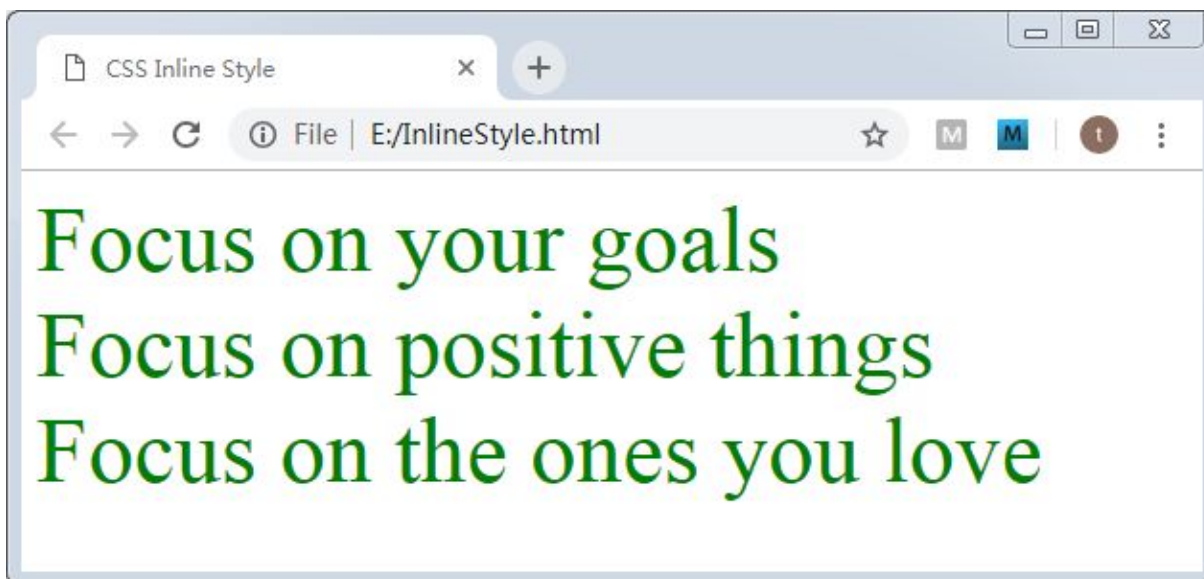 CSS Inline Style
File | E:/InlineStyle.html
M M t
Focus on your goals
Focus on positive things
Focus on the ones you love